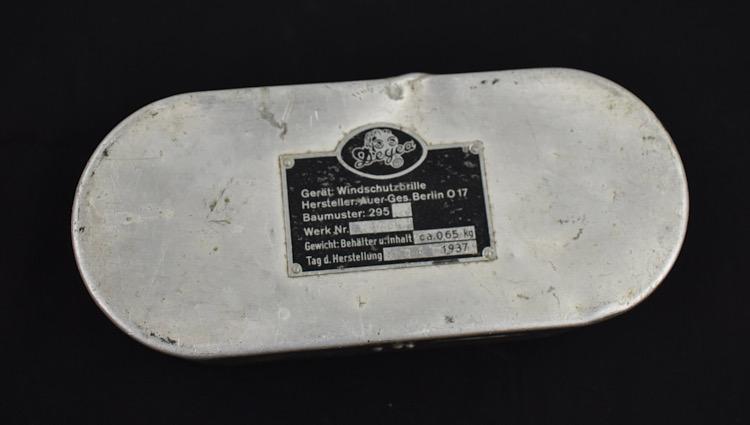 Degea
Gerät: Windschutzbrille
Hersteller: Auer-Ges. Berlin O 17
Baumuster: 295
Werk Nr.
Gewicht: Behälter u. Inhalt ca. 0,65 kg
Tag d. Herstellung 1937